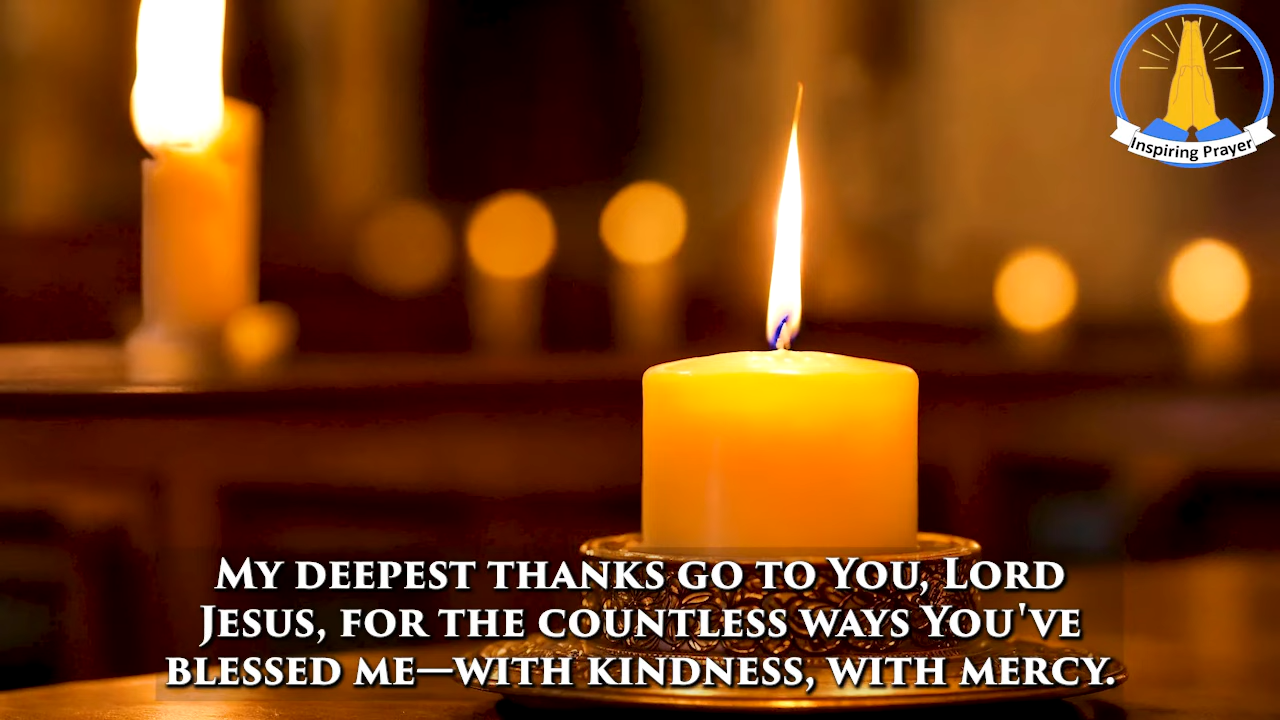 Inspiring Prayer
My deepest thanks go to You, Lord
Jesus, for the countless ways You've
blessed me—with kindness, with mercy.